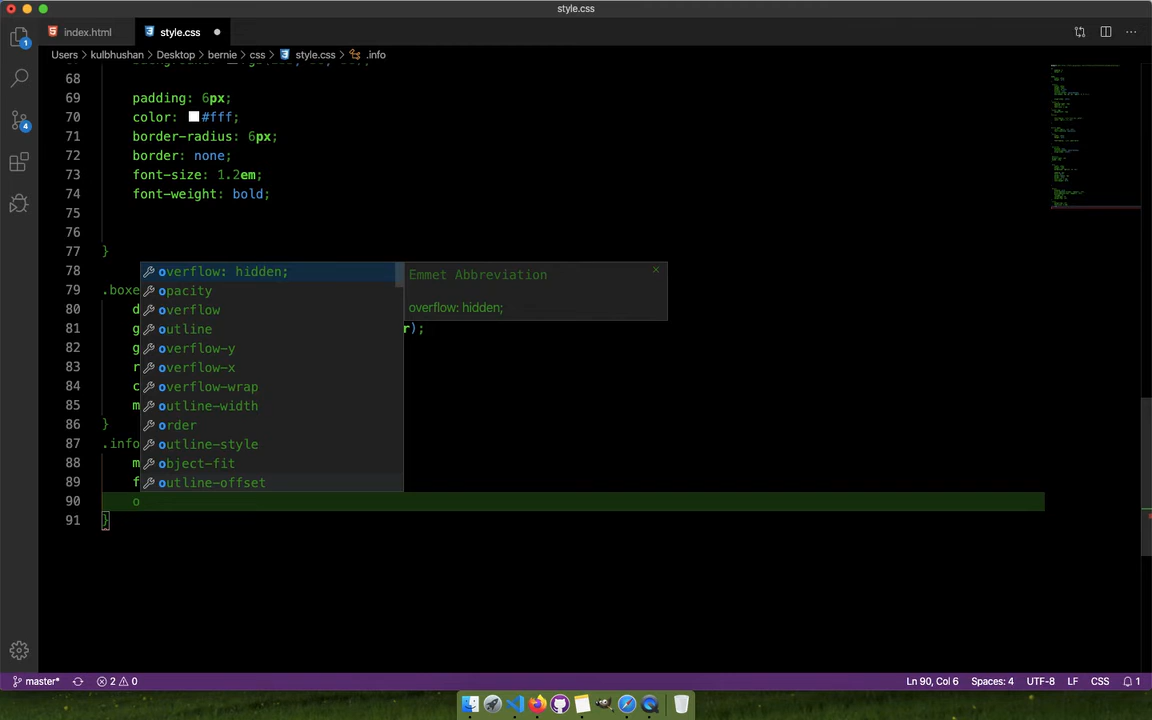 style.css
index.html
style.css
Users > kulbhushan > Desktop > bernie > css > style.css > .info
68
69 padding: 6px;
70 color: #fff;
71 border-radius: 6px;
72 border: none;
73 font-size: 1.2em;
74 font-weight: bold;
75
76
77 }
78 overflow: hidden;
Emmet Abbreviation
overflow: hidden;
79 .boxe opacity
80 d overflow
81 g outline r);
82 g overflow-y
83 r overflow-x
84 c overflow-wrap
85 m outline-width
86 } order
87 .info outline-style
88 m object-fit
89 f outline-offset
90 o
91 }
master* 2 0 Ln 90, Col 6 Spaces: 4 UTF-8 LF CSS 1